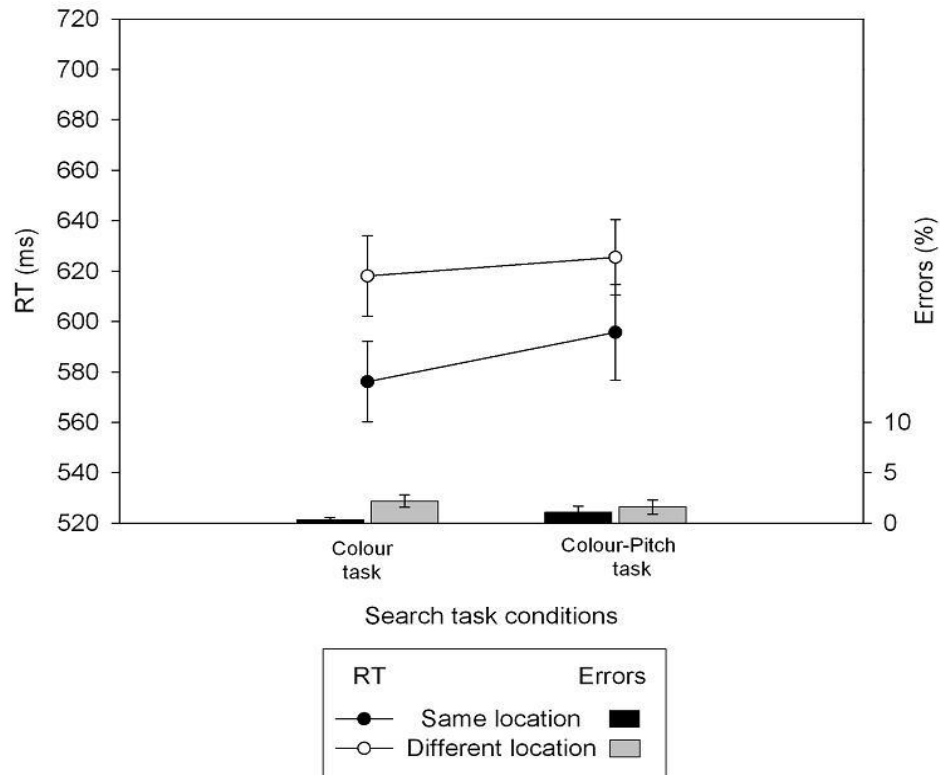 720
700
680
660
640
620
600
580
560
540
520
RT (ms)
10
5
0
Errors (%)
Colour
task
Colour-Pitch
task
Search task conditions
RT Errors
Same location
Different location